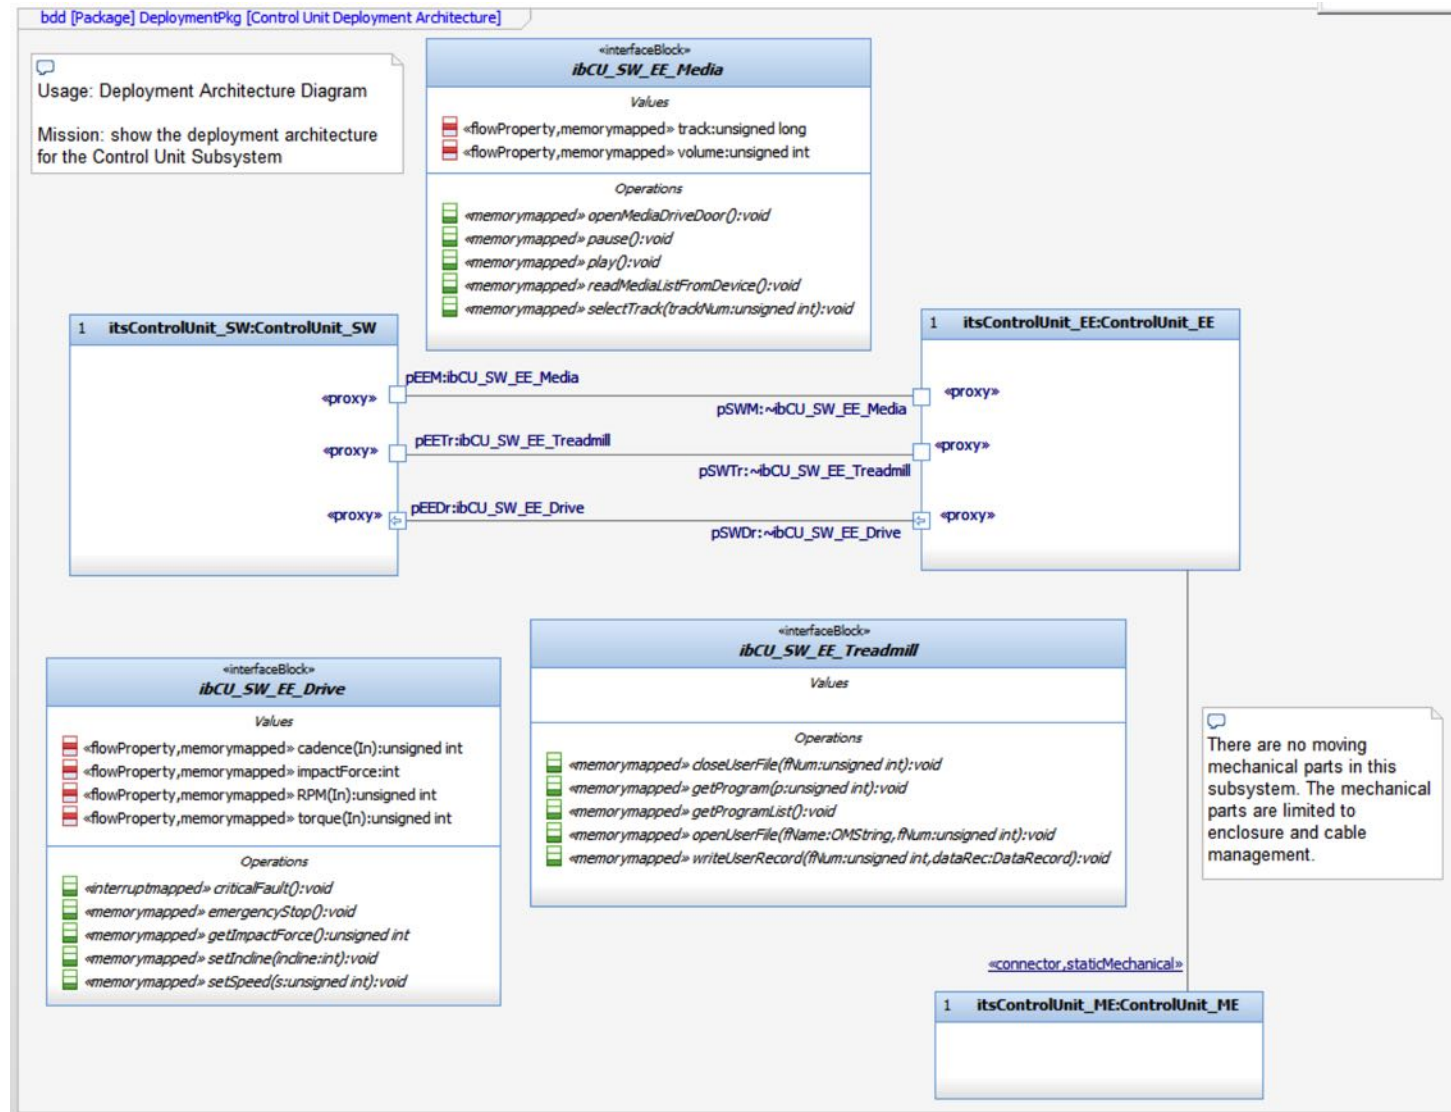 bdd [Package] DeploymentPkg [Control Unit Deployment Architecture]
Usage: Deployment Architecture Diagram
Mission: show the deployment architecture
for the Control Unit Subsystem
«interfaceBlock»
ibCU_SW_EE_Media
Values
«flowProperty,memorymapped» track:unsigned long
«flowProperty,memorymapped» volume:unsigned int
Operations
«memorymapped» openMediaDriveDoor():void
«memorymapped» pause():void
«memorymapped» play():void
«memorymapped» readMediaListFromDevice():void
«memorymapped» selectTrack(trackNum:unsigned int):void
1 itsControlUnit_SW:ControlUnit_SW
«proxy»
«proxy»
«proxy»
pEEM:ibCU_SW_EE_Media
pSWM:~ibCU_SW_EE_Media
pEETr:ibCU_SW_EE_Treadmill
pSWTr:~ibCU_SW_EE_Treadmill
pEEDr:ibCU_SW_EE_Drive
pSWDr:~ibCU_SW_EE_Drive
1 itsControlUnit_EE:ControlUnit_EE
«proxy»
«proxy»
«proxy»
«interfaceBlock»
ibCU_SW_EE_Drive
Values
«flowProperty,memorymapped» cadence(In):unsigned int
«flowProperty,memorymapped» impactForce:int
«flowProperty,memorymapped» RPM(In):unsigned int
«flowProperty,memorymapped» torque(In):unsigned int
Operations
«interruptmapped» criticalFault():void
«memorymapped» emergencyStop():void
«memorymapped» getImpactForce():unsigned int
«memorymapped» setIncline(incline:int):void
«memorymapped» setSpeed(s:unsigned int):void
«interfaceBlock»
ibCU_SW_EE_Treadmill
Values
Operations
«memorymapped» closeUserFile(fNum:unsigned int):void
«memorymapped» getProgram(p:unsigned int):void
«memorymapped» getProgramList():void
«memorymapped» openUserFile(fName:OMString,fNum:unsigned int):void
«memorymapped» writeUserRecord(fNum:unsigned int,dataRec:DataRecord):void
There are no moving
mechanical parts in this
subsystem. The mechanical
parts are limited to
enclosure and cable
management.
«connector,staticMechanical»
1 itsControlUnit_ME:ControlUnit_ME